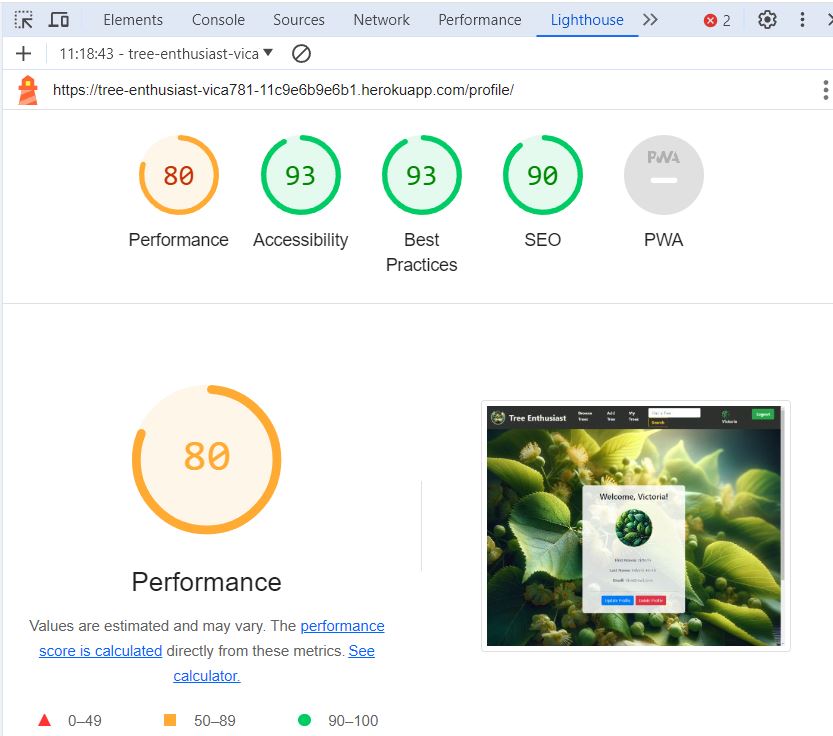 Elements Console Sources Network Performance Lighthouse 2
11:18:43 - tree-enthusiast-vica
https://tree-enthusiast-vica781-11c9e6b9e6b1.herokuapp.com/profile/
PWA
80 93 93 90
Performance Accessibility Best Practices SEO PWA
80
Performance
Values are estimated and may vary. The performance
score is calculated directly from these metrics. See
calculator.
0–49 50–89 90–100
Tree Enthusiast Browse Trees Add Tree My Trees Search Victoria Logout
Welcome, Victoria!
First Name:
Last Name:
Email:
Update Profile Delete Profile